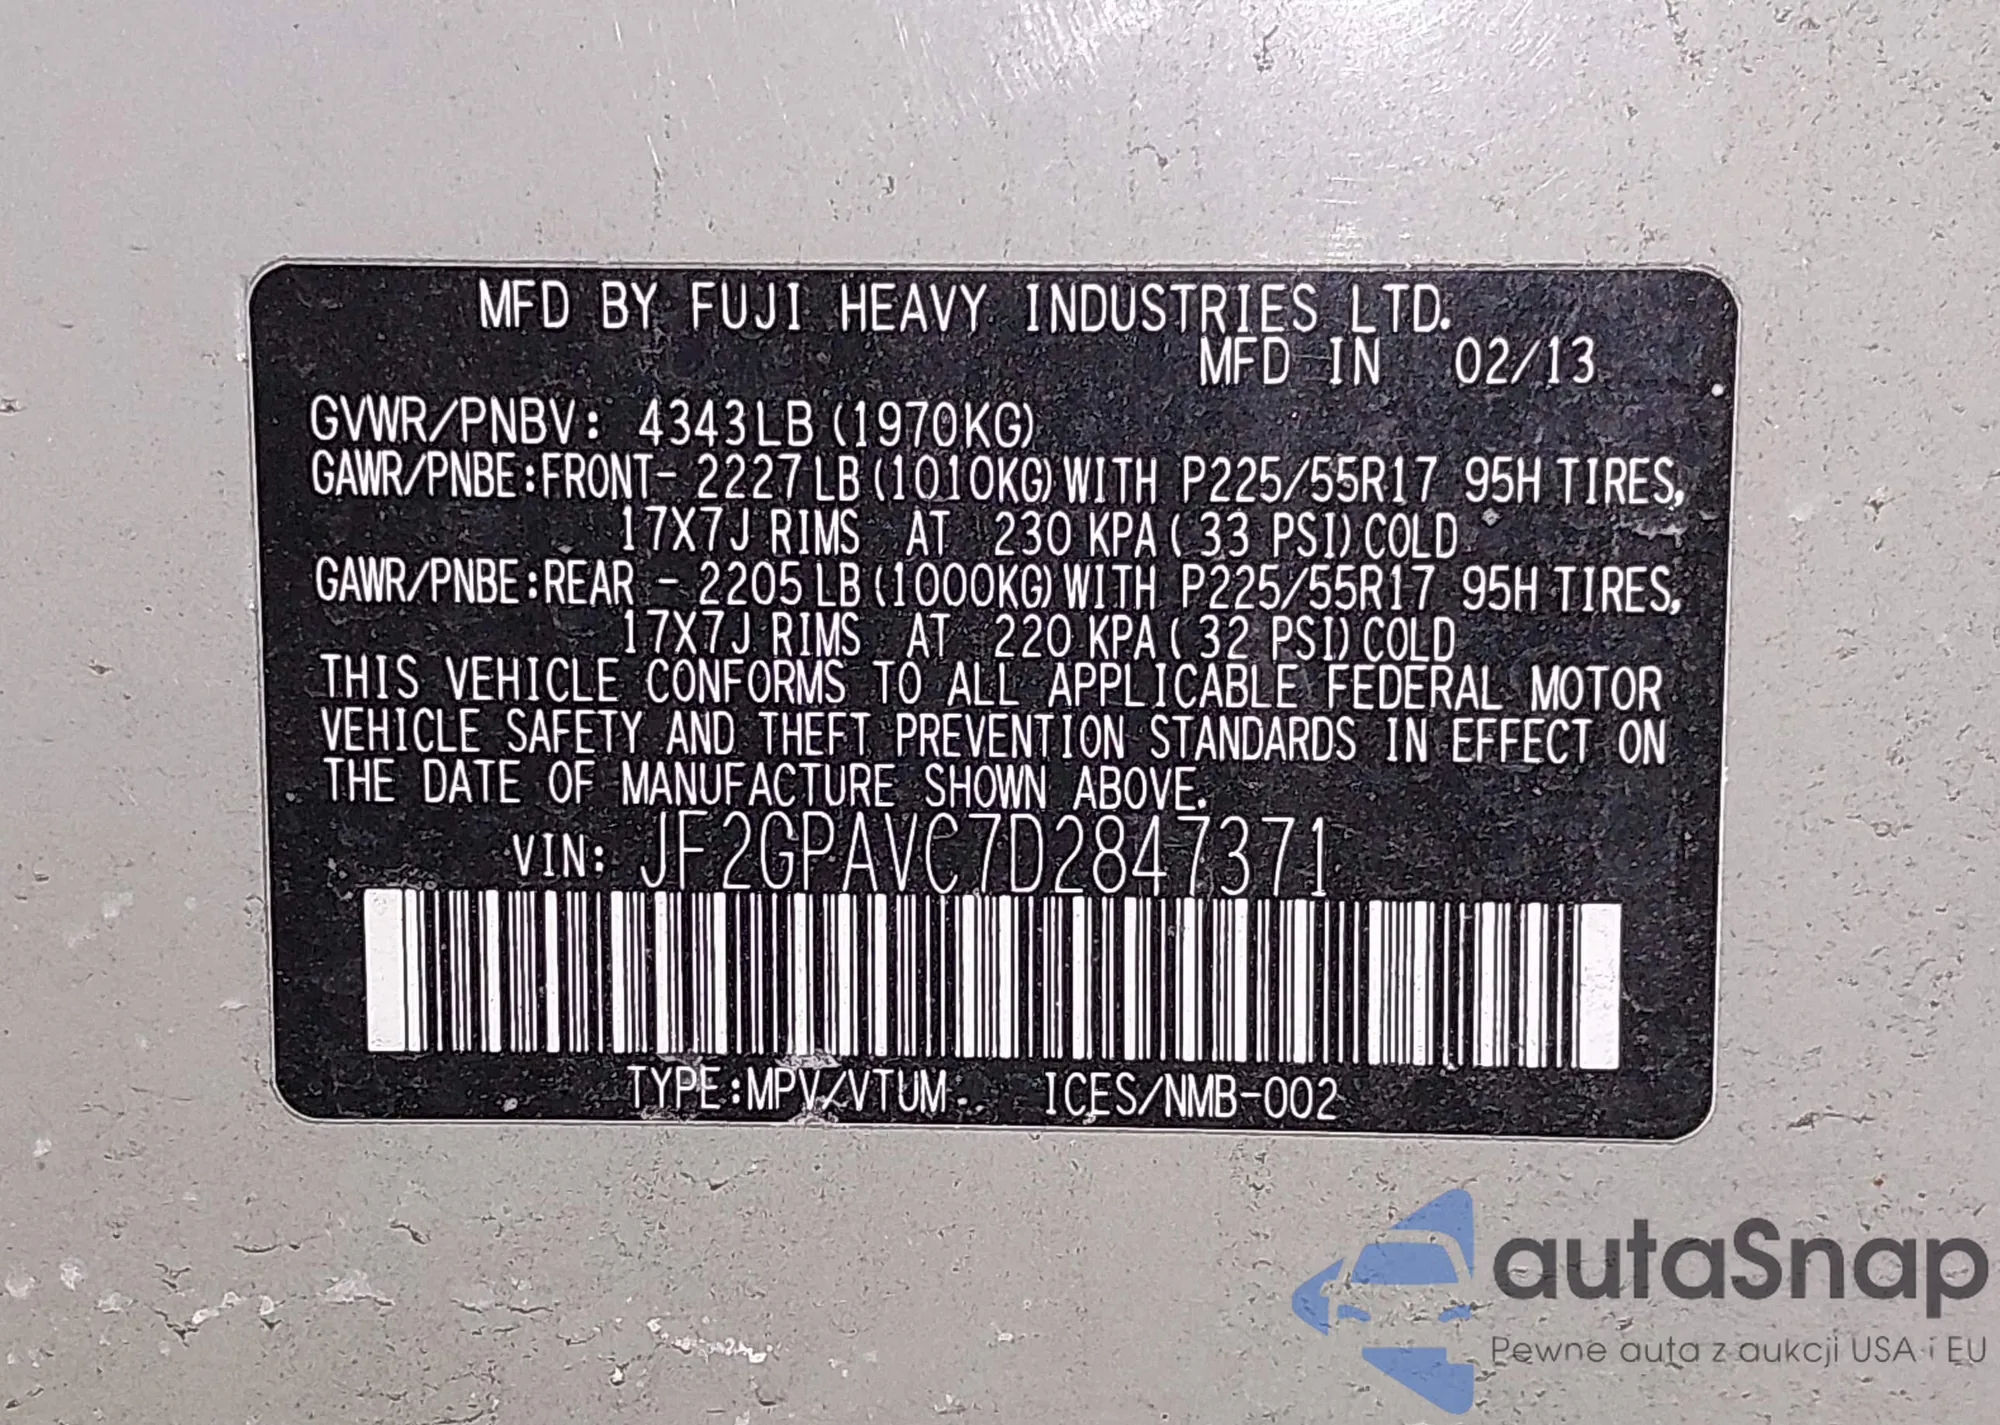 MFD BY FUJI HEAVY INDUSTRIES LTD.
MFD IN 02/13
GVWR/PNBV: 4343LB (1970KG)
GAWR/PNBE:FRONT- 2227LB (1010KG) WITH P225/55R17 95H TIRES,
17X7J RIMS AT 230 KPA ( 33 PSI) COLD
GAWR/PNBE:REAR - 2205LB (1000KG) WITH P225/55R17 95H TIRES,
17X7J RIMS AT 220 KPA ( 32 PSI) COLD
THIS VEHICLE CONFORMS TO ALL APPLICABLE FEDERAL MOTOR
VEHICLE SAFETY AND THEFT PREVENTION STANDARDS IN EFFECT ON
THE DATE OF MANUFACTURE SHOWN ABOVE.
VIN: JF2GPAVC7D2847371
TYPE:MPV/VTUM ICES/NMB-002
autaSnap
Pewne auta z aukcji USA i EU